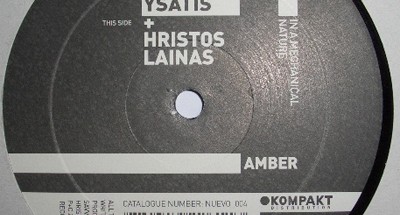 YSATIS
THIS SIDE
+
HRISTOS
LAINAS
IN A MECHANICAL
NATURE
AMBER
CATALOGUE NUMBER: NUEVO 004
KOMPAKT
DISTRIBUTION